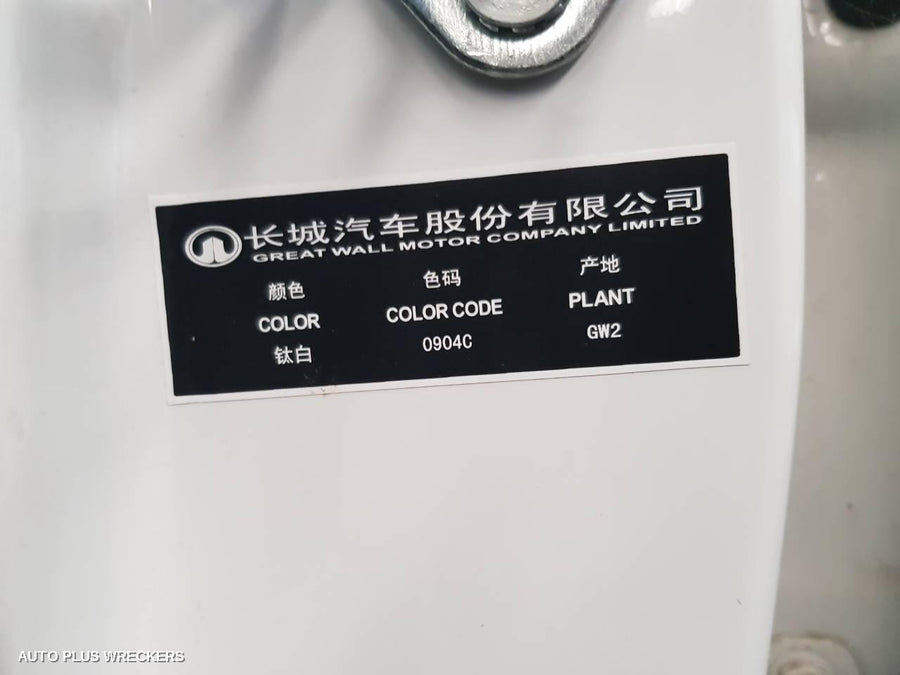 长城汽车股份有限公司
GREAT WALL MOTOR COMPANY LIMITED
颜色 色码 产地
COLOR COLOR CODE PLANT
钛白 0904C GW2
AUTO PLUS WRECKERS